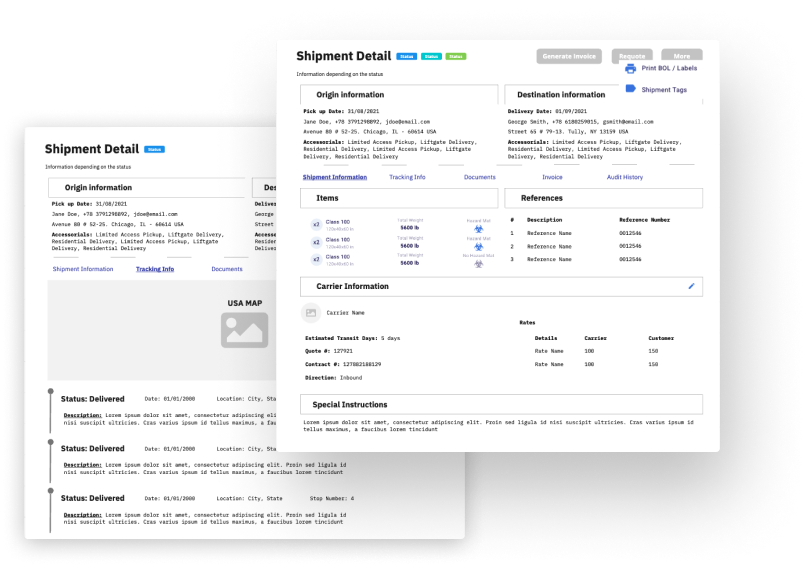 Shipment Detail Status Status Status
Generate Invoice Requote More
Print BOL / Labels
Shipment Tags
Information depending on the status
Origin information
Pick up Date: 31/08/2021
Jane Doe, +78 3791298892, jdoe@email.com
Avenue 80 # 52-25. Chicago, IL - 60614 USA
Accessorials: Limited Access Pickup, Liftgate Delivery,
Residential Delivery, Limited Access Pickup, Liftgate
Delivery, Residential Delivery
Destination information
Delivery Date: 01/09/2021
George Smith, +78 6188259015, gsmith@email.com
Street 65 # 79-13. Tully, NY 13159 USA
Accessorials: Limited Access Pickup, Liftgate Delivery,
Residential Delivery, Limited Access Pickup, Liftgate
Delivery, Residential Delivery
Shipment Information Tracking Info Documents Invoice Audit History
Items
x2 Class 100 Total Weight 5600 lb Hazard Mat
x2 Class 100 Total Weight 5600 lb Hazard Mat
x2 Class 100 Total Weight 5600 lb No Hazard Mat
References
# Description Reference Number
1 Reference Name 0012546
2 Reference Name 0012546
3 Reference Name 0012546
Carrier Information
Carrier Name
Estimated Transit Days: 5 days
Quote #: 127921
Contract #: 127882188129
Direction: Inbound
Rates
Details Carrier Customer
Rate Name 100 150
Rate Name 100 150
Special Instructions
Lorem ipsum dolor sit amet, consectetur adipiscing elit. Proin sed ligula id nisi suscipit ultricies. Cras varius ipsum id
tellus maximus, a faucibus lorem tincidunt
Shipment Detail Status
Information depending on the status
Origin information
Pick up Date: 31/08/2021
Jane Doe, +78 3791298892, jdoe@email.com
Avenue 80 # 52-25. Chicago, IL - 60614 USA
Accessorials: Limited Access Pickup, Liftgate Delivery,
Residential Delivery, Limited Access Pickup, Liftgate
Delivery, Residential Delivery
Des
Deliver
George
Street
Accesso
Residen
Deliver
Shipment Information Tracking Info Documents
USA MAP
Status: Delivered Date: 01/01/2000 Location: City, Sta
Description: Lorem ipsum dolor sit amet, consectetur adipiscing eli
nisi suscipit ultricies. Cras varius ipsum id tellus maximus, a fau
Status: Delivered Date: 01/01/2000 Location: City, Sta
Description: Lorem ipsum dolor sit amet, consectetur adipiscing elit. Proin sed ligula id
nisi suscipit ultricies. Cras varius ipsum id tellus maximus, a faucibus lorem tincidunt
Status: Delivered Date: 01/01/2000 Location: City, State Stop Number: 4
Description: Lorem ipsum dolor sit amet, consectetur adipiscing elit. Proin sed ligula id
nisi suscipit ultricies. Cras varius ipsum id tellus maximus, a faucibus lorem tincidunt